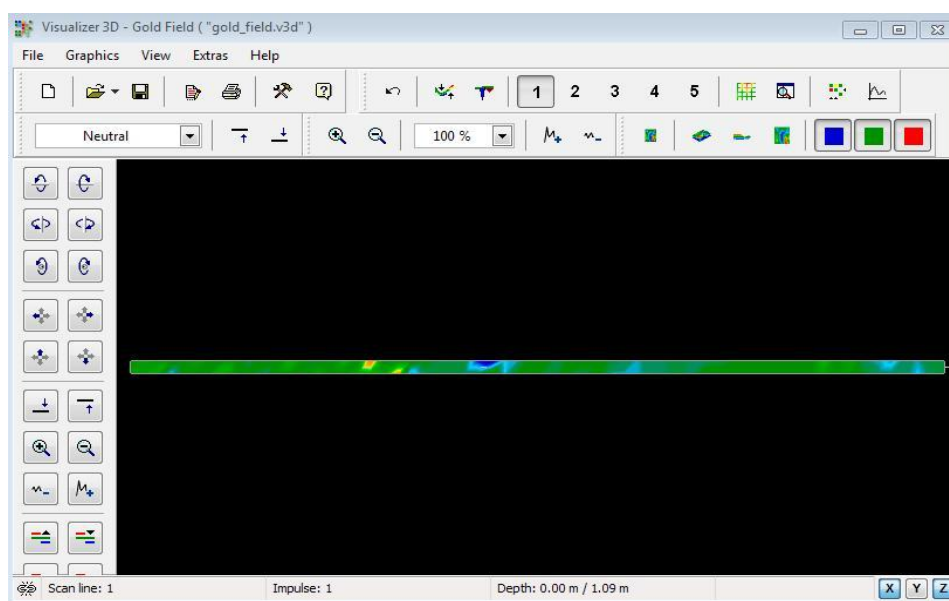 Visualizer 3D - Gold Field ( "gold_field.v3d" )
File Graphics View Extras Help
1 2 3 4 5
Neutral 100 %
Scan line: 1 Impulse: 1 Depth: 0.00 m / 1.09 m X Y Z